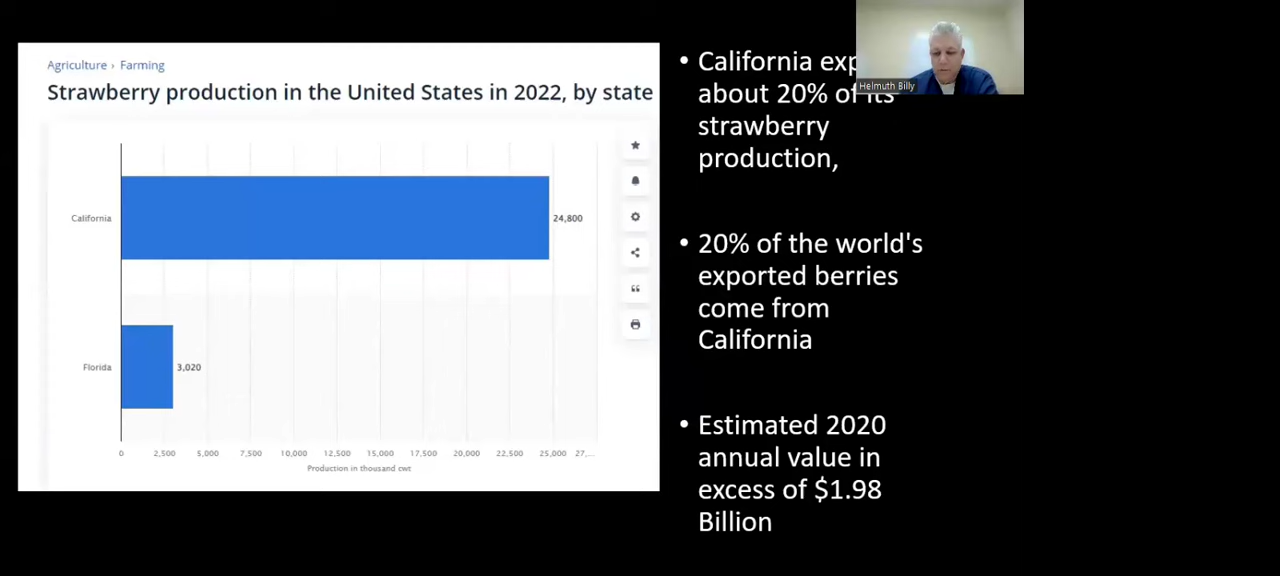 Agriculture › Farming
Strawberry production in the United States in 2022, by state
California
24,800
Florida
3,020
0 2,500 5,000 7,500 10,000 12,500 15,000 17,500 20,000 22,500 25,000 27,...
Production in thousand cwt
• California exp
about 20% of its
strawberry
production,
• 20% of the world's
exported berries
come from
California
• Estimated 2020
annual value in
excess of $1.98
Billion
Helmuth Billy